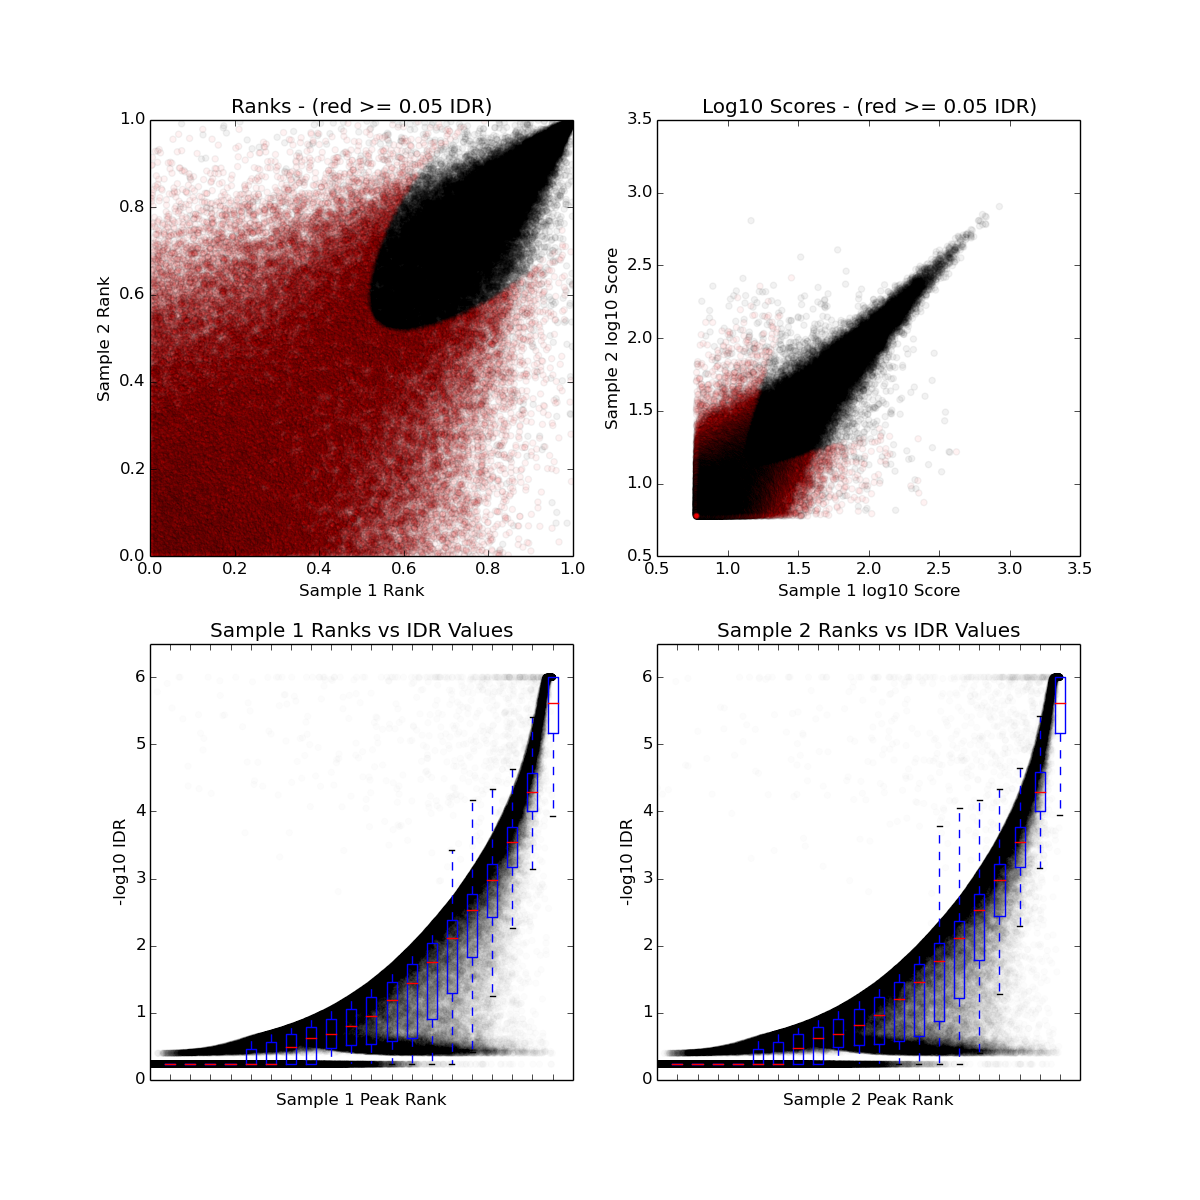 Ranks - (red >= 0.05 IDR)
1.0
0.8
0.6
0.4
0.2
0.0
Sample 2 Rank
0.0 0.2 0.4 0.6 0.8 1.0
Sample 1 Rank
Log10 Scores - (red >= 0.05 IDR)
3.5
3.0
2.5
2.0
1.5
1.0
0.5
Sample 2 log10 Score
0.5 1.0 1.5 2.0 2.5 3.0 3.5
Sample 1 log10 Score
Sample 1 Ranks vs IDR Values
6
5
4
3
2
1
0
-log10 IDR
Sample 1 Peak Rank
Sample 2 Ranks vs IDR Values
6
5
4
3
2
1
0
-log10 IDR
Sample 2 Peak Rank